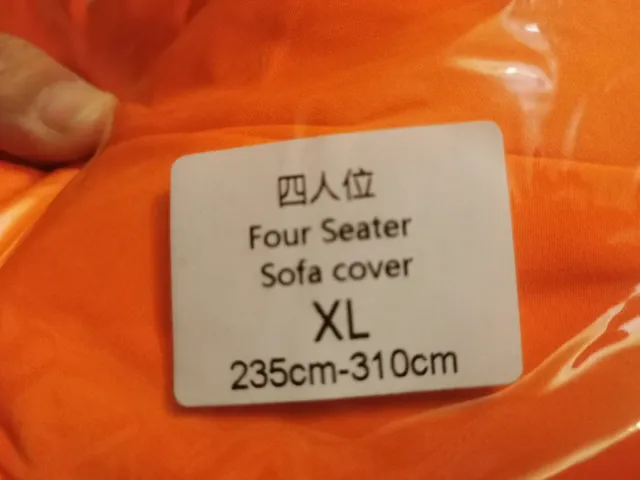 四人位
Four Seater
Sofa cover
XL
235cm-310cm